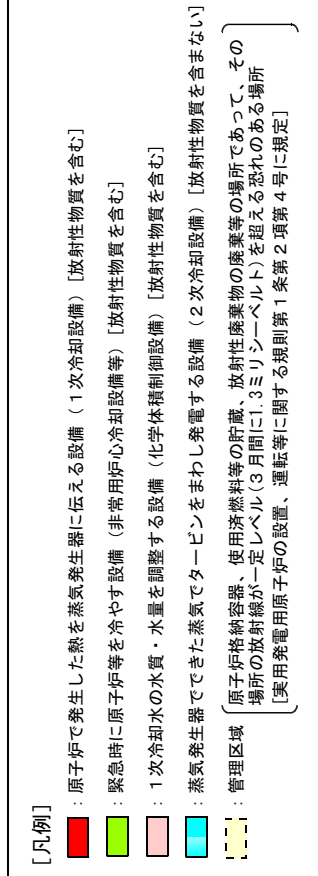 [凡例]
：原子炉で発生した熱を蒸気発生器に伝える設備（１次冷却設備）[放射性物質を含む]
：緊急時に原子炉等を冷やす設備（非常用炉心冷却設備等）[放射性物質を含む]
：１次冷却水の水質・水量を調整する設備（化学体積制御設備）[放射性物質を含む]
：蒸気発生器でできた蒸気でタービンをまわし発電する設備（２次冷却設備）[放射性物質を含まない]
：管理区域
原子炉格納容器、使用済燃料等の貯蔵、放射性廃棄物の廃棄等の場所であって、その
場所の放射線が一定レベル(３月間に1.3ミリシーベルト)を超える恐れのある場所
[実用発電用原子炉の設置、運転等に関する規則第１条第２項第４号に規定]